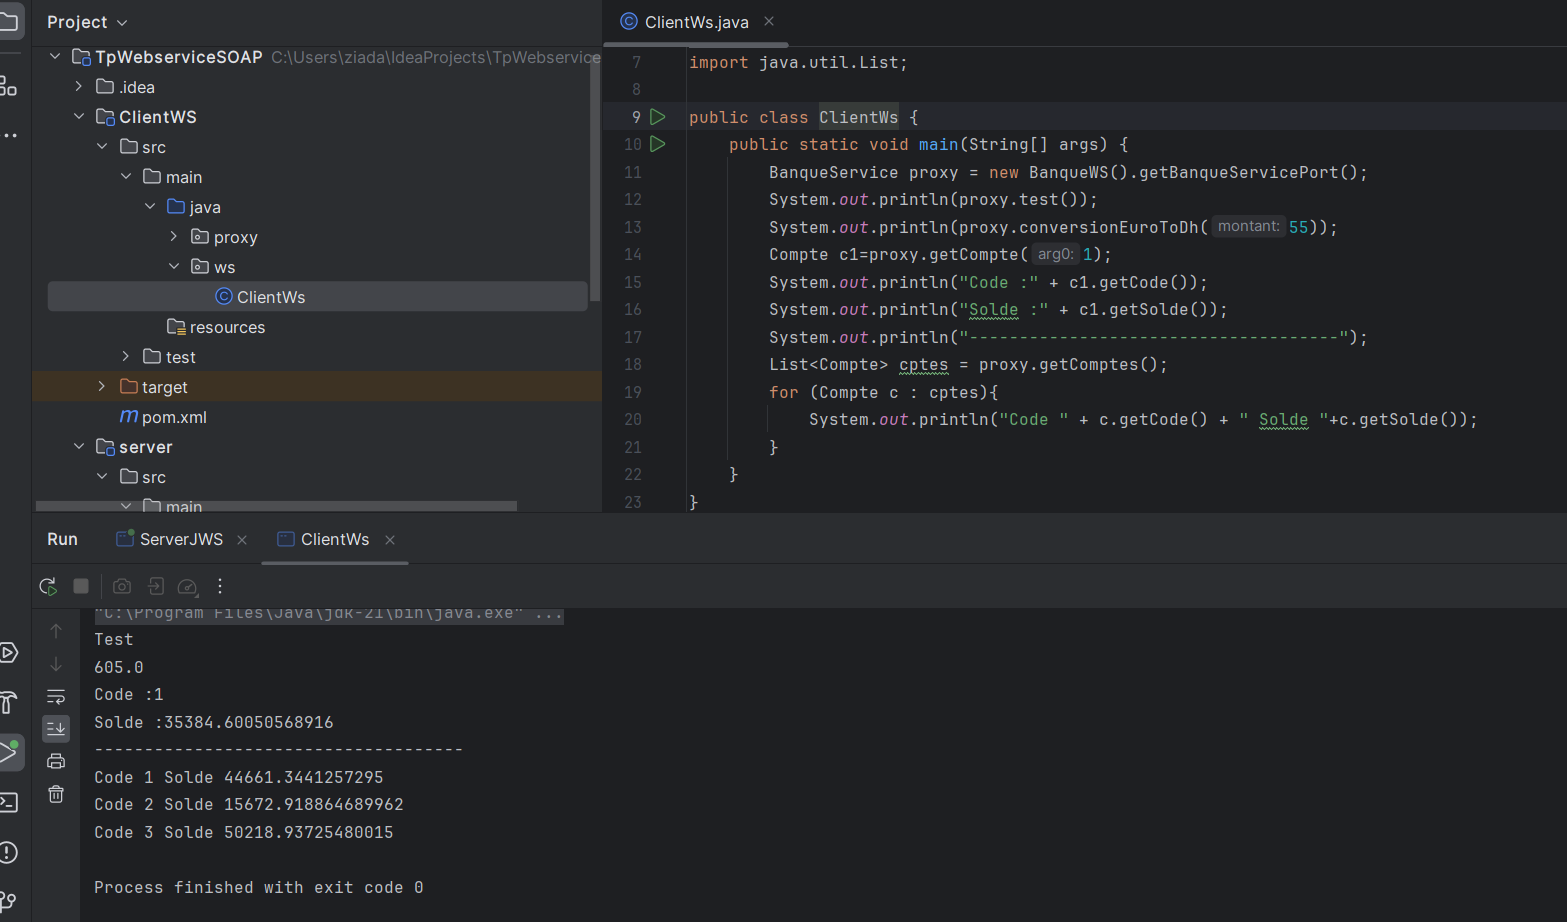 Project
ClientWs.java
TpWebserviceSOAP C:\Users\ziada\IdeaProjects\TpWebservice
.idea
ClientWS
src
main
java
proxy
ws
ClientWs
resources
test
target
pom.xml
server
src
main
7 import java.util.List;
8
9 public class ClientWs {
10 public static void main(String[] args) {
11 BanqueService proxy = new BanqueWS().getBanqueServicePort();
12 System.out.println(proxy.test());
13 System.out.println(proxy.conversionEuroToDh( montant: 55));
14 Compte c1=proxy.getCompte( arg0: 1);
15 System.out.println("Code :" + c1.getCode());
16 System.out.println("Solde :" + c1.getSolde());
17 System.out.println("-------------------------------------");
18 List<Compte> cptes = proxy.getComptes();
19 for (Compte c : cptes){
20 System.out.println("Code " + c.getCode() + " Solde "+c.getSolde());
21 }
22 }
23 }
Run ServerJWS ClientWs
"C:\Program Files\Java\jdk-21\bin\java.exe" ...
Test
605.0
Code :1
Solde :35384.60050568916
-------------------------------------
Code 1 Solde 44661.3441257295
Code 2 Solde 15672.918864689962
Code 3 Solde 50218.93725480015
Process finished with exit code 0